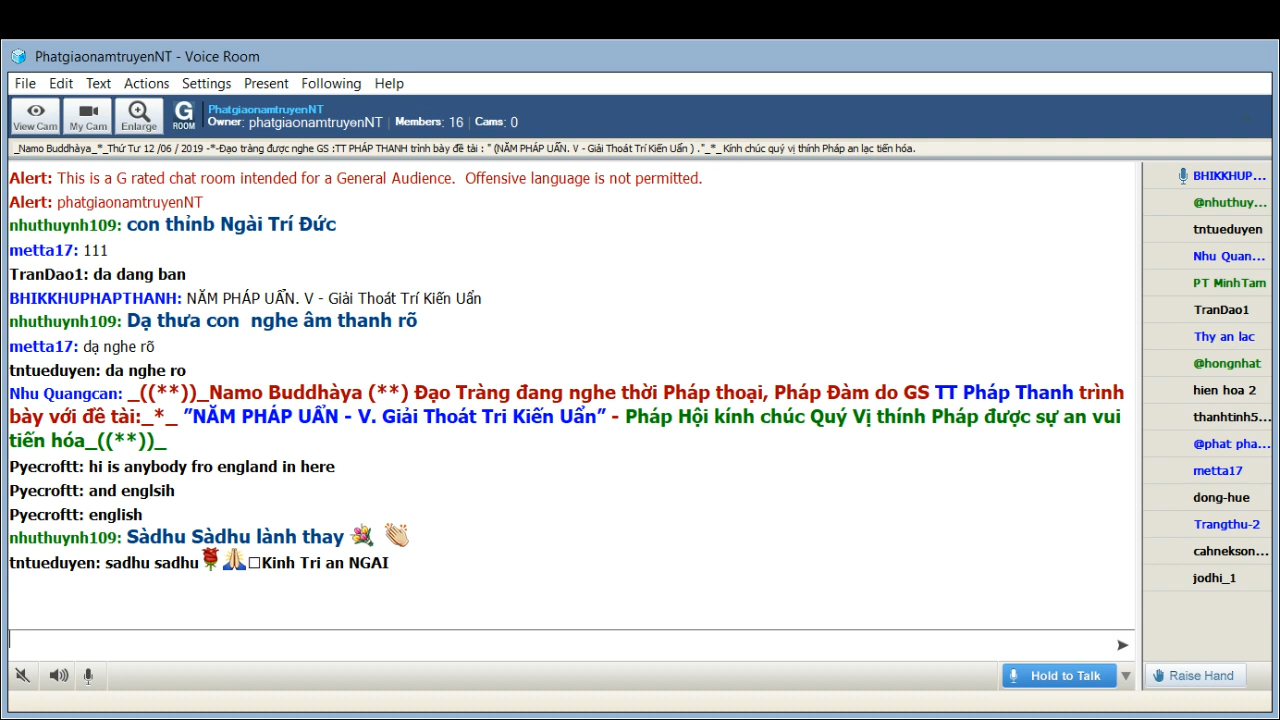 PhatgiaonamtruyenNT - Voice Room
File Edit Text Actions Settings Present Following Help
View Cam My Cam Enlarge G ROOM
PhatgiaonamtruyenNT
Owner: phatgiaonamtruyenNT | Members: 16 | Cams: 0
_Namo Buddhàya_*_Thứ Tư 12 /06 / 2019 -*-Đạo tràng được nghe GS :TT PHÁP THANH trình bày đề tài : " (NĂM PHÁP UẨN. V - Giải Thoát Trí Kiến Uẩn ) ."_*_ Kính chúc quý vị thính Pháp an lạc tiến hóa.
Alert: This is a G rated chat room intended for a General Audience. Offensive language is not permitted.
Alert: phatgiaonamtruyenNT
nhuthuynh109: con thỉnb Ngài Trí Đức
metta17: 111
TranDao1: da dang ban
BHIKKHUPHAPTHANH: NĂM PHÁP UẨN. V - Giải Thoát Trí Kiến Uẩn
nhuthuynh109: Dạ thưa con nghe âm thanh rõ
metta17: dạ nghe rõ
tntueduyen: da nghe ro
Nhu Quangcan: _((**))_Namo Buddhàya (**) Đạo Tràng đang nghe thời Pháp thoại, Pháp Đàm do GS TT Pháp Thanh trình
bày với đề tài:_*_ ”NĂM PHÁP UẨN - V. Giải Thoát Tri Kiến Uẩn” - Pháp Hội kính chúc Quý Vị thính Pháp được sự an vui
tiến hóa_((**))_
Pyecroftt: hi is anybody fro england in here
Pyecroftt: and englsih
Pyecroftt: english
nhuthuynh109: Sàdhu Sàdhu lành thay 💐 👏
tntueduyen: sadhu sadhu🌹🙏□Kinh Tri an NGAI
BHIKKHUP...
@nhuthuy...
tntueduyen
Nhu Quan...
PT MinhTam
TranDao1
Thy an lac
@hongnhat
hien hoa 2
thanhtinh5...
@phat pha...
metta17
dong-hue
Trangthu-2
cahnekson...
jodhi_1
Hold to Talk
Raise Hand